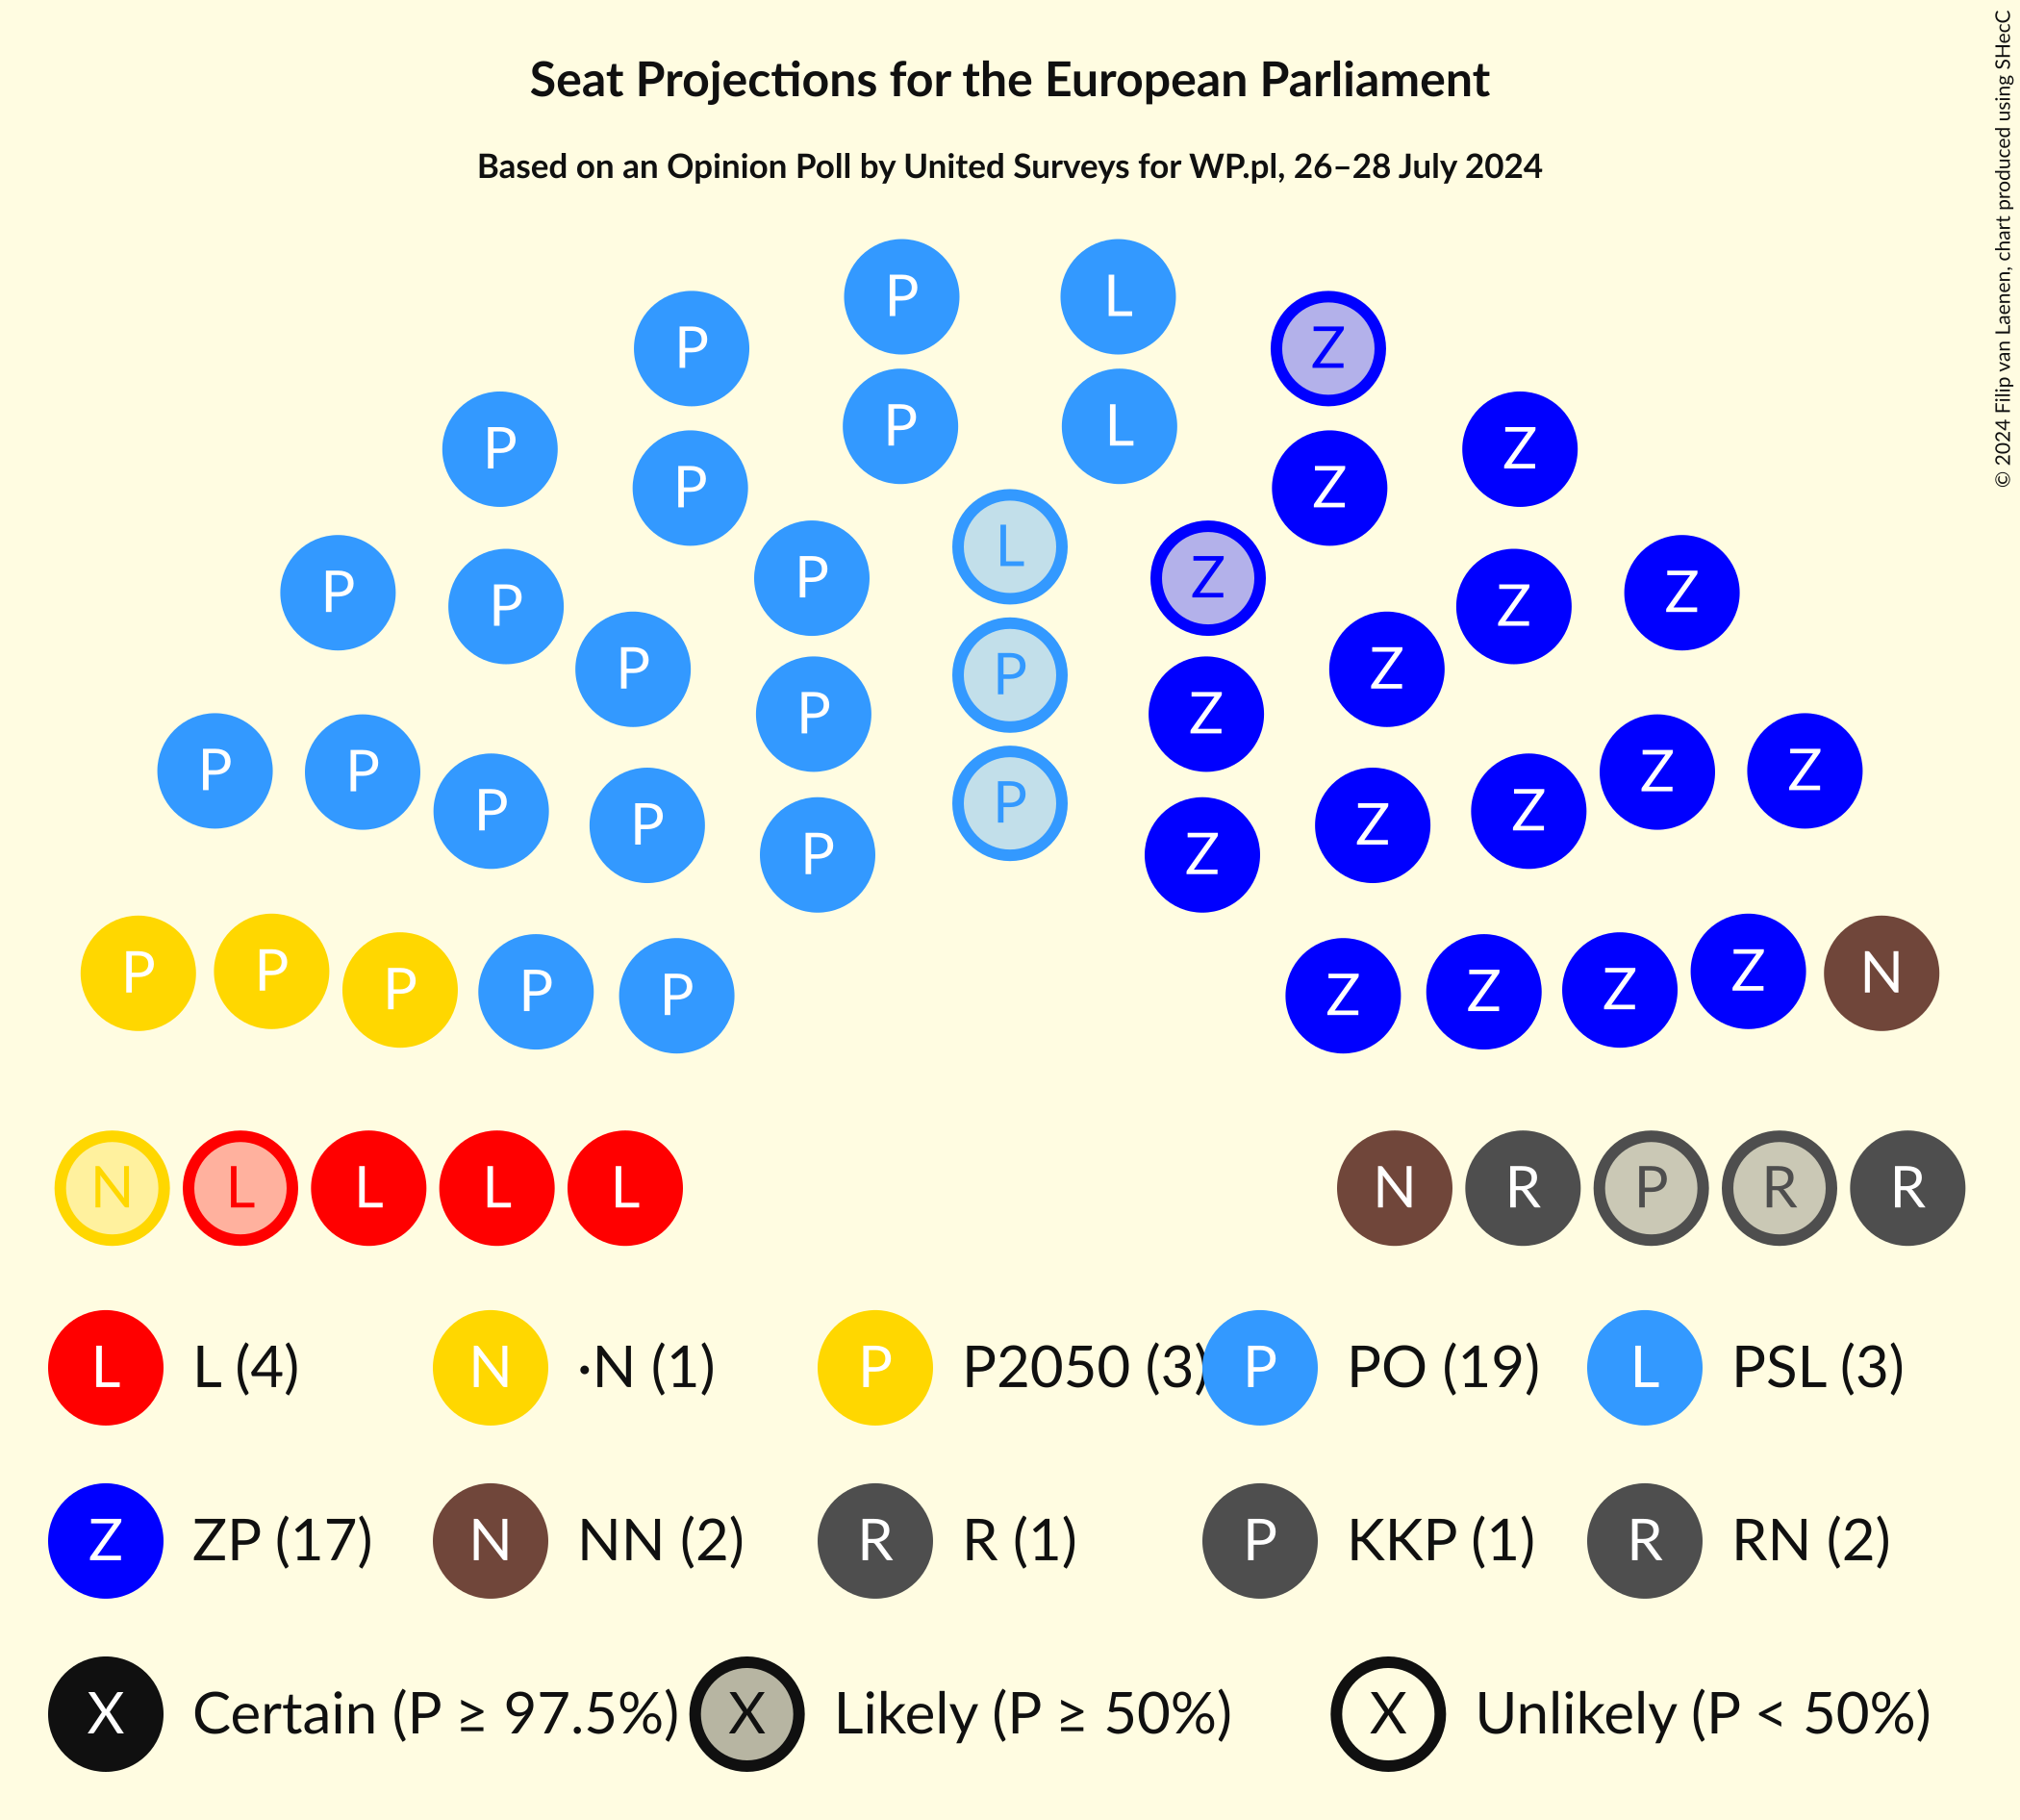 Seat Projections for the European Parliament
Based on an Opinion Poll by United Surveys for WP.pl, 26–28 July 2024
© 2024 Filip van Laenen, chart produced using SHecC
P L
P Z
P L
P Z
P Z
L
P Z
P Z
P Z
P Z
P
P Z
P Z
P Z
P Z
P
P Z
P Z
P Z
P P P P P Z Z Z Z N
N L L L L N R P R R
L L (4) N ·N (1) P P2050 (3) P PO (19) L PSL (3)
Z ZP (17) N NN (2) R R (1) P KKP (1) R RN (2)
X Certain (P ≥ 97.5%) X Likely (P ≥ 50%) X Unlikely (P < 50%)